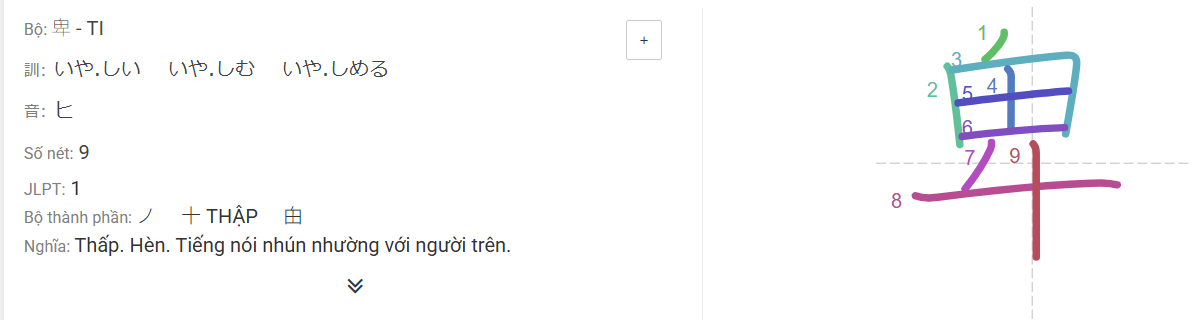 Bộ: 卑 - TI
訓: いや.しい いや.しむ いや.しめる
音: ヒ
Số nét: 9
JLPT: 1
Bộ thành phần: ノ 十 THẬP 甶
Nghĩa: Thấp. Hèn. Tiếng nói nhún nhường với người trên.
+
1
3
2
4
5
6
7
9
8
卑